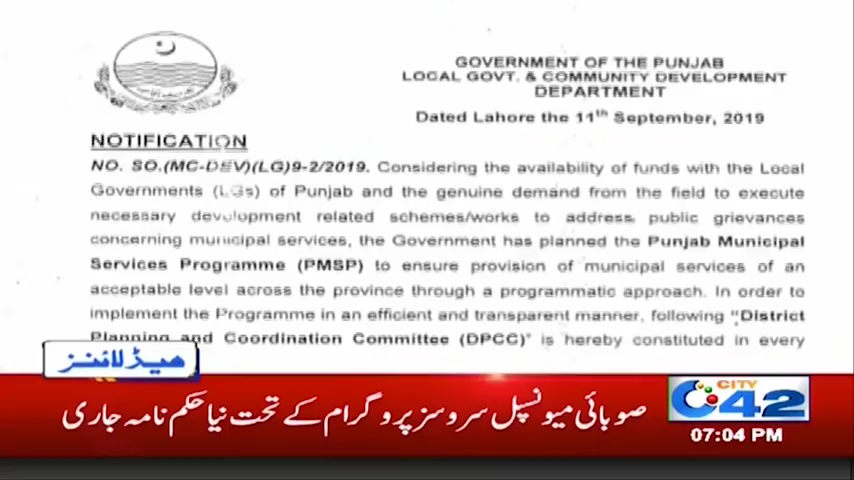 GOVERNMENT OF THE PUNJAB
LOCAL GOVT. & COMMUNITY DEVELOPMENT
DEPARTMENT
Dated Lahore the 11th September, 2019
NOTIFICATION
NO. SO.(MC-DEV)(LG)9-2/2019. Considering the availability of funds with the Local
Governments (LGs) of Punjab and the genuine demand from the field to execute
necessary development related schemes/works to address public grievances
concerning municipal services, the Government has planned the Punjab Municipal
Services Programme (PMSP) to ensure provision of municipal services of an
acceptable level across the province through a programmatic approach. In order to
implement the Programme in an efficient and transparent manner, following "District
Planning and Coordination Committee (DPCC)" is hereby constituted in every
ہیڈلائنز
صوبائی میونسپل سروسز پروگرام کے تحت نیا حکم نامہ جاری
CITY
42
07:04 PM